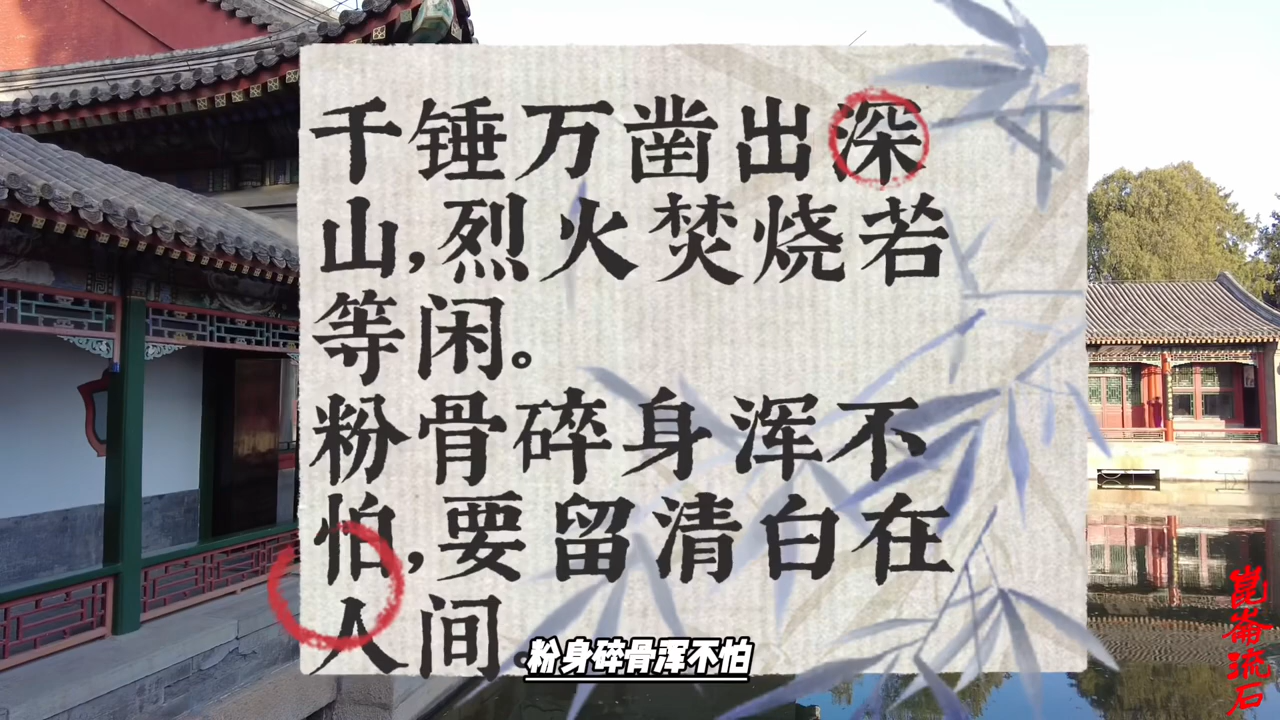 千锤万凿出深
山,烈火焚烧若
等闲。
粉骨碎身浑不
怕,要留清白在
人间。
粉身碎骨浑不怕
崑崙流石